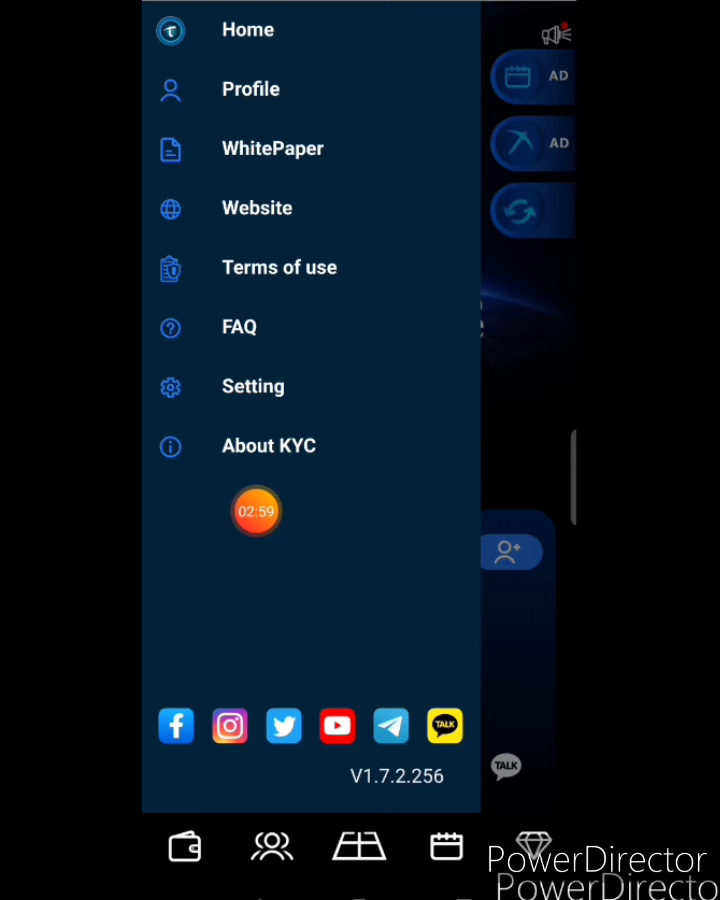 Home
Profile
WhitePaper
Website
Terms of use
FAQ
Setting
About KYC
02:59
AD
AD
TALK
V1.7.2.256
TALK
PowerDirector
PowerDirecto